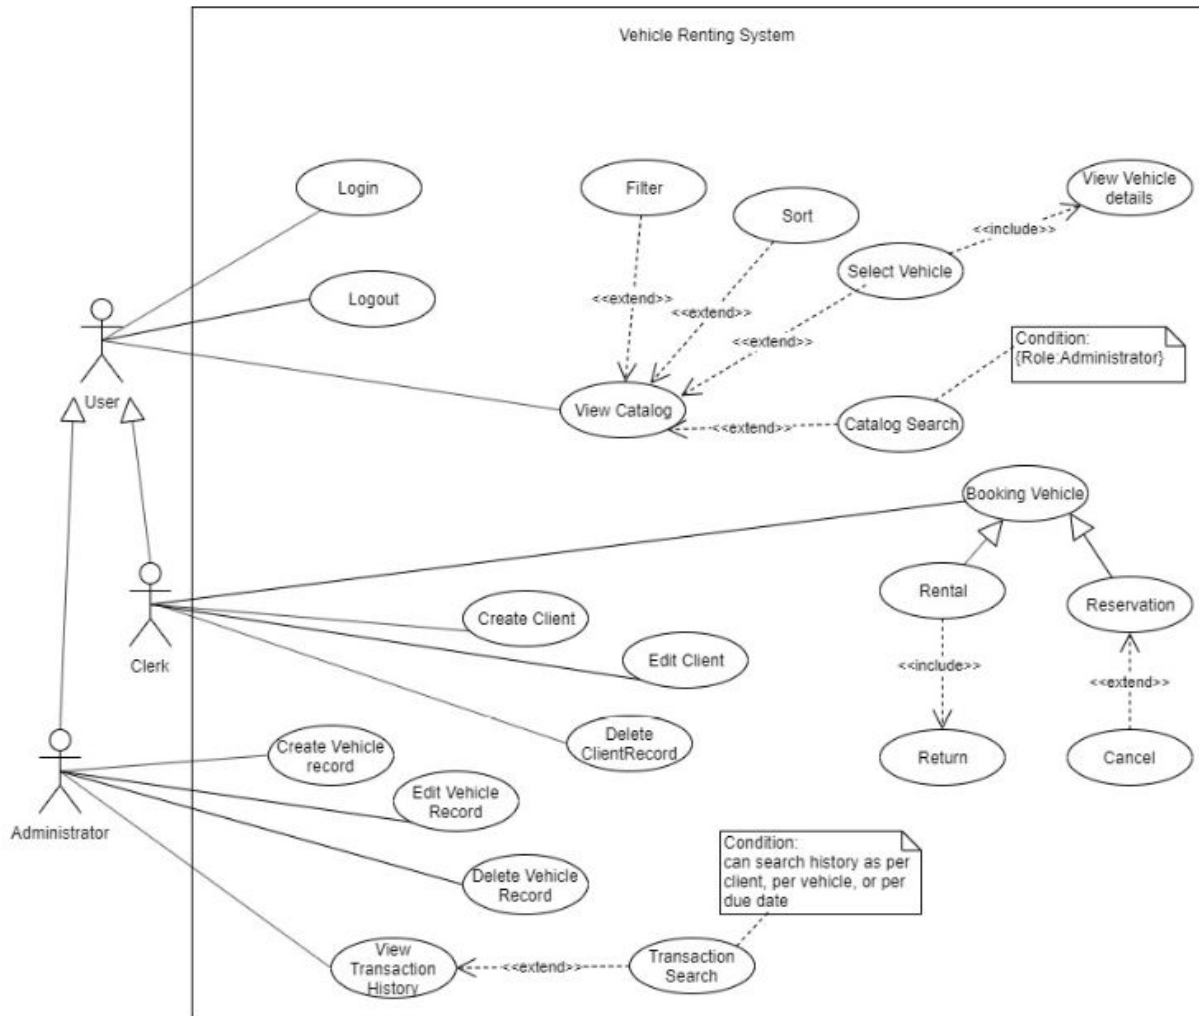 Vehicle Renting System
Login
Filter
View Vehicle
details
Sort
<<include>>
Select Vehicle
Logout
<<extend>>
<<extend>>
<<extend>>
Condition:
{Role:Administrator}
User
View Catalog
<<extend>>
Catalog Search
Booking Vehicle
Rental
Reservation
Create Client
Clerk
Edit Client
<<include>>
<<extend>>
Delete
ClientRecord
Create Vehicle
record
Return
Cancel
Edit Vehicle
Record
Administrator
Condition:
can search history as per
client, per vehicle, or per
due date
Delete Vehicle
Record
View
Transaction
History
<<extend>>
Transaction
Search